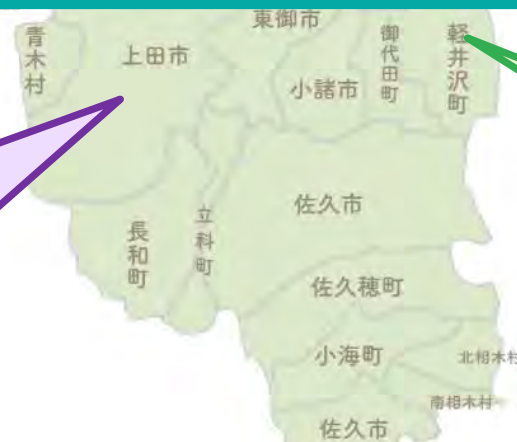 東御市
青木村
上田市
御代田町
軽井沢町
小諸市
佐久市
立科町
長和町
佐久穂町
小海町
北相木村
南相木村
佐久市